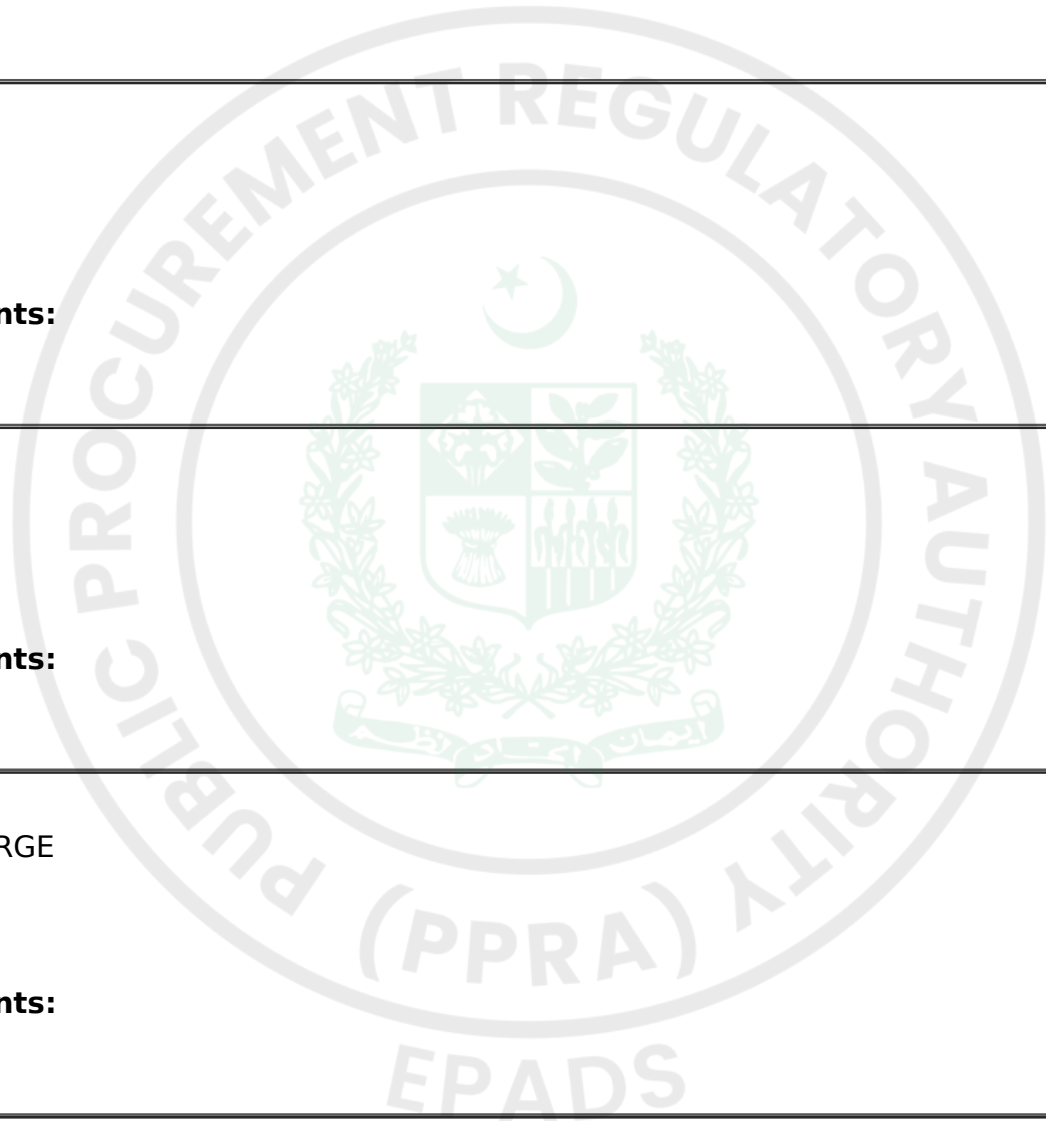 PUBLIC PROCUREMENT REGULATORY AUTHORITY
nts:
nts:
RGE
(PPRA)
nts:
EPADS